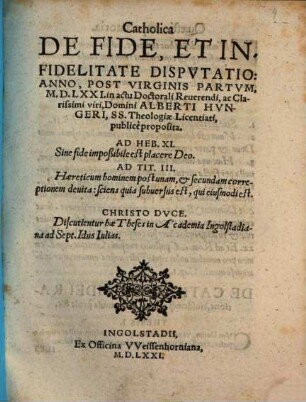 Catholica
DE FIDE, ET IN-
FIDELITATE DISPVTATIO:
ANNO, POST VIRGINIS PARTVM,
M.D.LXXI. in actu Doctorali Reuerendi, ac Cla-
rissimi viri, Domini ALBERTI HVN-
GERI, SS. Theologiæ Licentiati,
publicè proposita.
AD HEB. XI.
Sine fide impoßibile est placere Deo.
AD TIT. III.
Hæreticum hominem post unam, & secundam corre-
ptionem deuita: sciens quia subuersus est, qui eiusmodi est.
CHRISTO DVCE.
Discutientur hæ Theses in Academia Ingolstadia-
na ad Sept. Idus Iulias.
INGOLSTADII,
Ex Officina VVeissenhorniana,
M.D.LXXI.